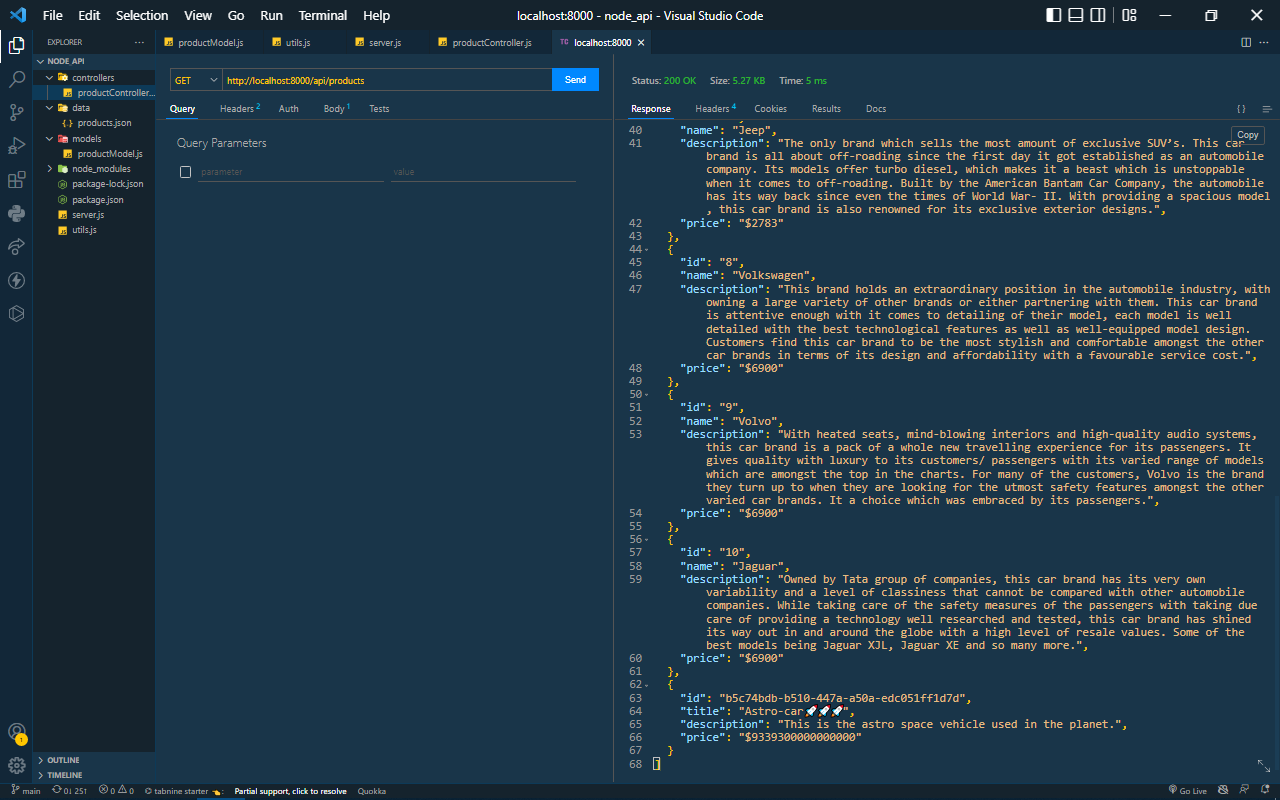 File Edit Selection View Go Run Terminal Help localhost:8000 - node_api - Visual Studio Code
EXPLORER ··· productModel.js utils.js server.js productController.js TC localhost:8000 ×
NODE API
controllers
productController...
data
products.json
models
productModel.js
node_modules
package-lock.json
package.json
server.js
utils.js
OUTLINE
TIMELINE
GET http://localhost:8000/api/products Send
Query Headers 2 Auth Body 1 Tests
Query Parameters
parameter value
Status: 200 OK Size: 5.27 KB Time: 5 ms
Response Headers 4 Cookies Results Docs { }
Copy
40 "name": "Jeep",
41 "description": "The only brand which sells the most amount of exclusive SUV’s. This car
brand is all about off-roading since the first day it got established as an automobile
company. Its models offer turbo diesel, which makes it a beast which is unstoppable
when it comes to off-roading. Built by the American Bantam Car Company, the automobile
has its way back since even the times of World War- II. With providing a spacious model
, this car brand is also renowned for its exclusive exterior designs.",
42 "price": "$2783"
43 },
44 {
45 "id": "8",
46 "name": "Volkswagen",
47 "description": "This brand holds an extraordinary position in the automobile industry, with
owning a large variety of other brands or either partnering with them. This car brand
is attentive enough with it comes to detailing of their model, each model is well
detailed with the best technological features as well as well-equipped model design.
Customers find this car brand to be the most stylish and comfortable amongst the other
car brands in terms of its design and affordability with a favourable service cost.",
48 "price": "$6900"
49 },
50 {
51 "id": "9",
52 "name": "Volvo",
53 "description": "With heated seats, mind-blowing interiors and high-quality audio systems,
this car brand is a pack of a whole new travelling experience for its passengers. It
gives quality with luxury to its customers/ passengers with its varied range of models
which are amongst the top in the charts. For many of the customers, Volvo is the brand
they turn up to when they are looking for the utmost safety features amongst the other
varied car brands. It a choice which was embraced by its passengers.",
54 "price": "$6900"
55 },
56 {
57 "id": "10",
58 "name": "Jaguar",
59 "description": "Owned by Tata group of companies, this car brand has its very own
variability and a level of classiness that cannot be compared with other automobile
companies. While taking care of the safety measures of the passengers with taking due
care of providing a technology well researched and tested, this car brand has shined
its way out in and around the globe with a high level of resale values. Some of the
best models being Jaguar XJL, Jaguar XE and so many more.",
60 "price": "$6900"
61 },
62 {
63 "id": "b5c74bdb-b510-447a-a50a-edc051ff1d7d",
64 "title": "Astro-car🚀🚀🚀",
65 "description": "This is the astro space vehicle used in the planet.",
66 "price": "$9339300000000000"
67 }
68 ]
1
main 0↓ 25↑ 0 0 tabnine starter 👈: Partial support, click to resolve Quokka Go Live